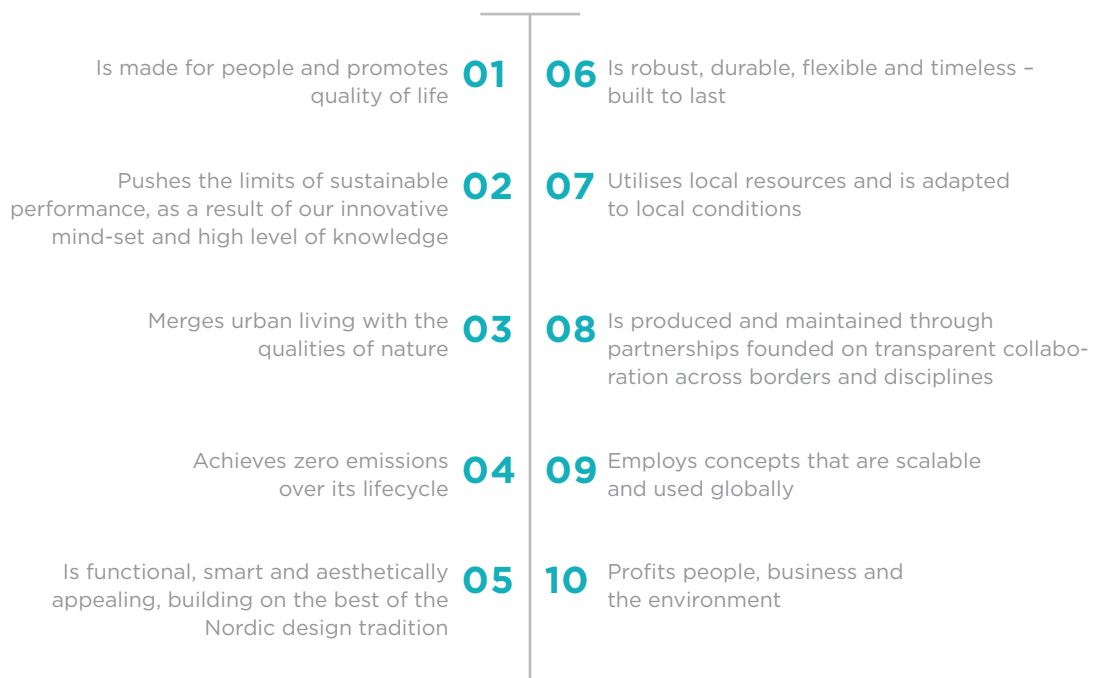 01
Is made for people and promotes
quality of life
02
Pushes the limits of sustainable
performance, as a result of our innovative
mind-set and high level of knowledge
03
Merges urban living with the
qualities of nature
04
Achieves zero emissions
over its lifecycle
05
Is functional, smart and aesthetically
appealing, building on the best of the
Nordic design tradition
06
Is robust, durable, flexible and timeless –
built to last
07
Utilises local resources and is adapted
to local conditions
08
Is produced and maintained through
partnerships founded on transparent collabo-
ration across borders and disciplines
09
Employs concepts that are scalable
and used globally
10
Profits people, business and
the environment